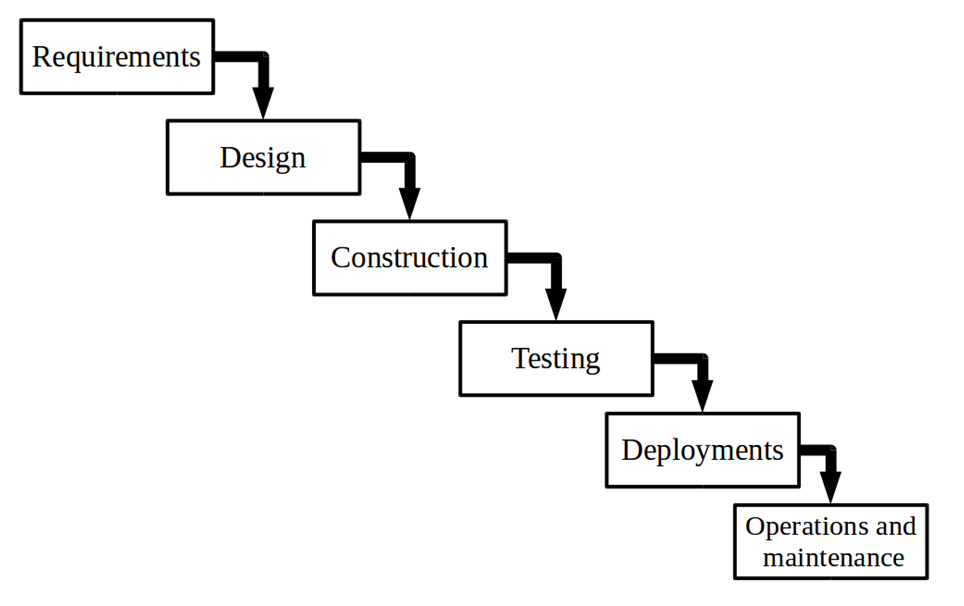 Requirements
Design
Construction
Testing
Deployments
Operations and
maintenance